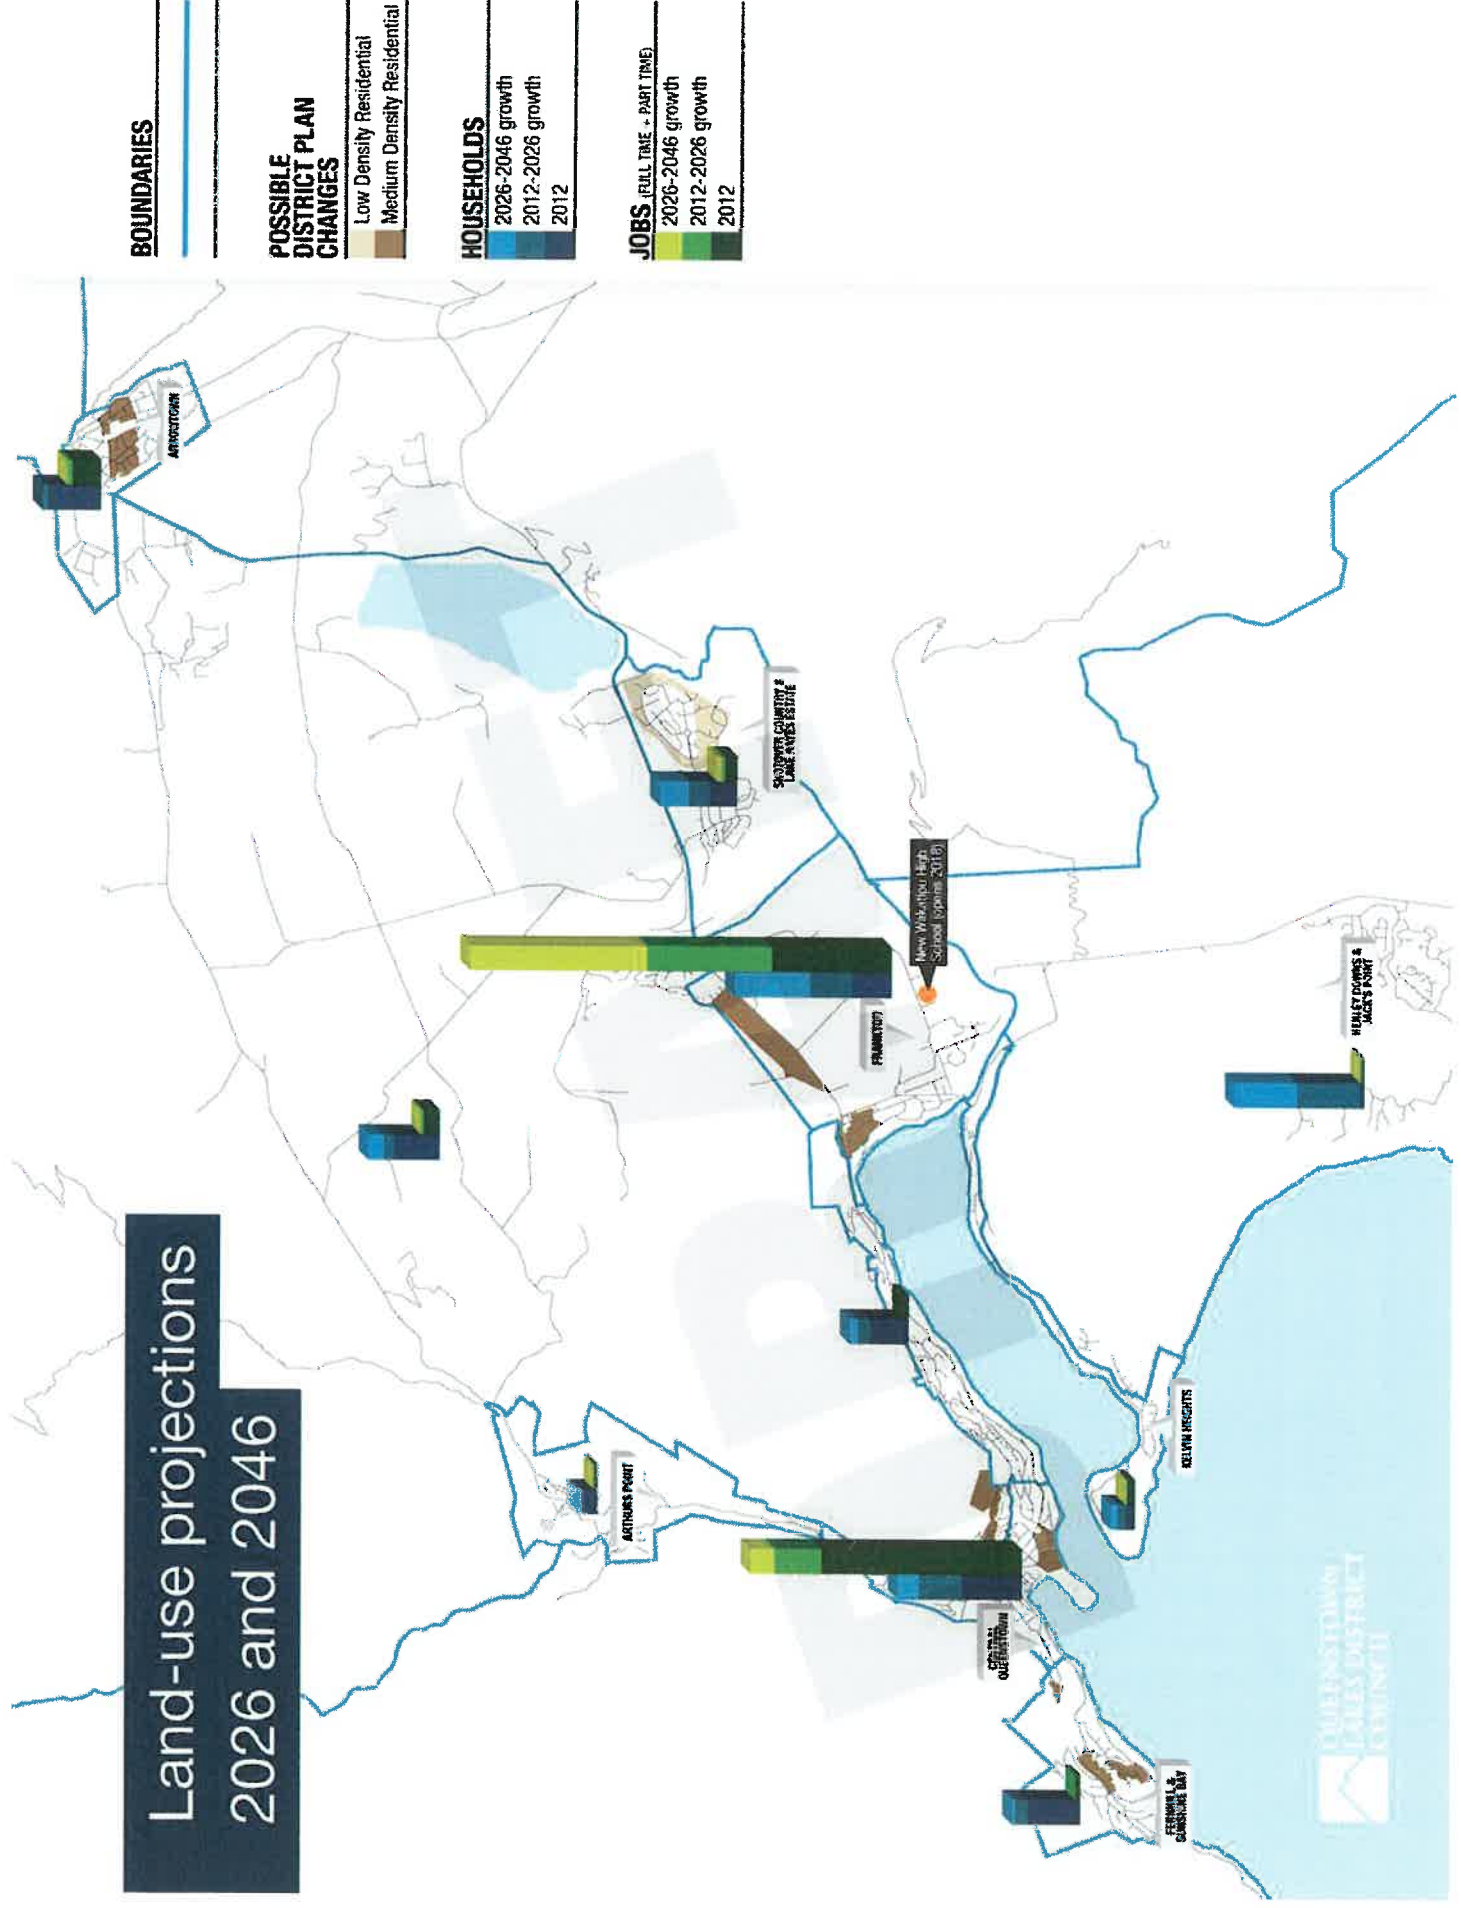 Land-use projections
2026 and 2046
BOUNDARIES
POSSIBLE
DISTRICT PLAN
CHANGES
Low Density Residential
Medium Density Residential
HOUSEHOLDS
2026-2046 growth
2012-2026 growth
2012
JOBS (FULL TIME + PART TIME)
2026-2046 growth
2012-2026 growth
2012
ARROWTOWN
SHOTOVER COUNTRY &
LAKE HAYES ESTATE
New Wakatipu High
School (opens 2018)
FRANKTON
HENLEY DOWNS &
JACK'S POINT
ARTHURS POINT
KELVIN HEIGHTS
QUEENSTOWN
FERNHILL &
SUNSHINE BAY
QUEENSTOWN
LAKES DISTRICT
COUNCIL
DRAFT